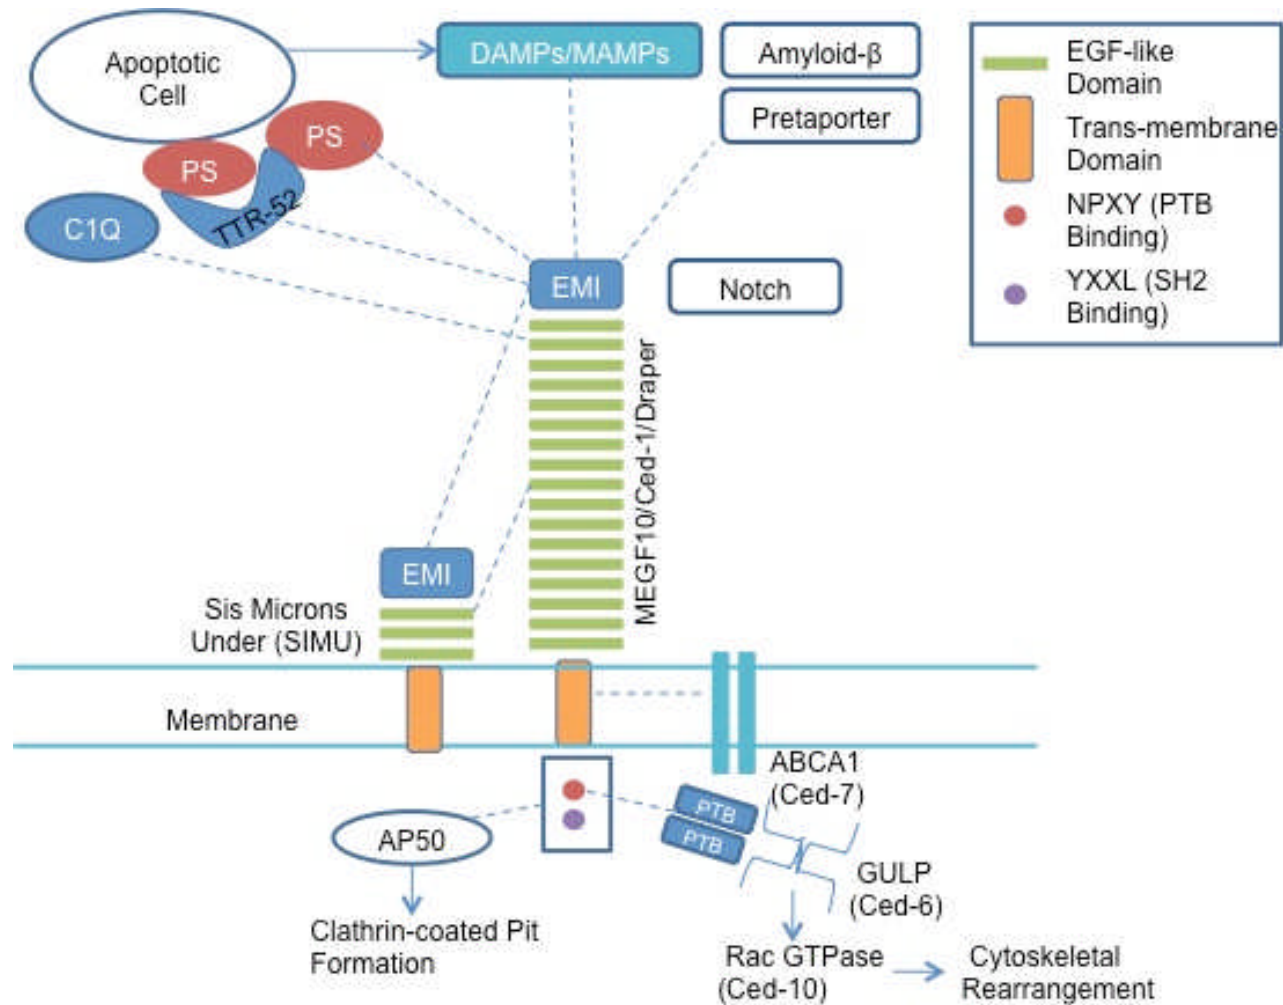 Apoptotic
Cell
DAMPs/MAMPs
Amyloid-β
Pretaporter
PS
PS
TTR-52
C1Q
EMI
Notch
MEGF10/Ced-1/Draper
EMI
Sis Microns
Under (SIMU)
Membrane
ABCA1
(Ced-7)
PTB
PTB
AP50
GULP
(Ced-6)
Clathrin-coated Pit
Formation
Rac GTPase
(Ced-10)
Cytoskeletal
Rearrangement
EGF-like
Domain
Trans-membrane
Domain
NPXY (PTB
Binding)
YXXL (SH2
Binding)